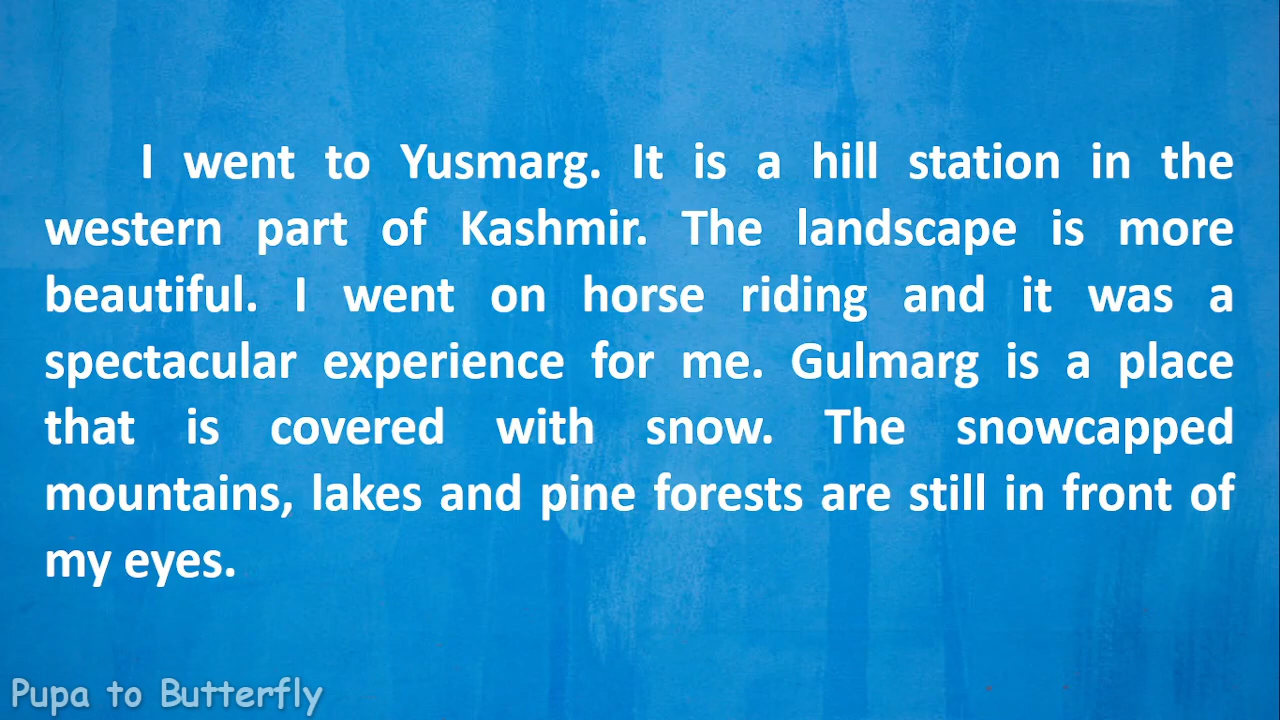 I went to Yusmarg. It is a hill station in the
western part of Kashmir. The landscape is more
beautiful. I went on horse riding and it was a
spectacular experience for me. Gulmarg is a place
that is covered with snow. The snowcapped
mountains, lakes and pine forests are still in front of
my eyes.
Pupa to Butterfly